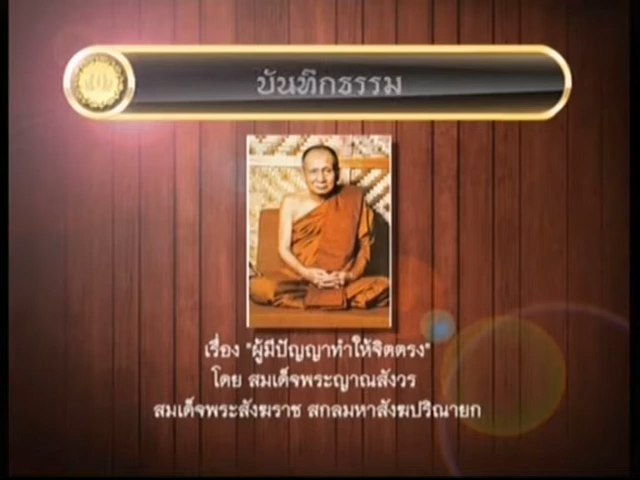 บันทึกธรรม
เรื่อง "ผู้มีปัญญาทำให้จิตตรง"
โดย สมเด็จพระญาณสังวร
สมเด็จพระสังฆราช สกลมหาสังฆปริณายก